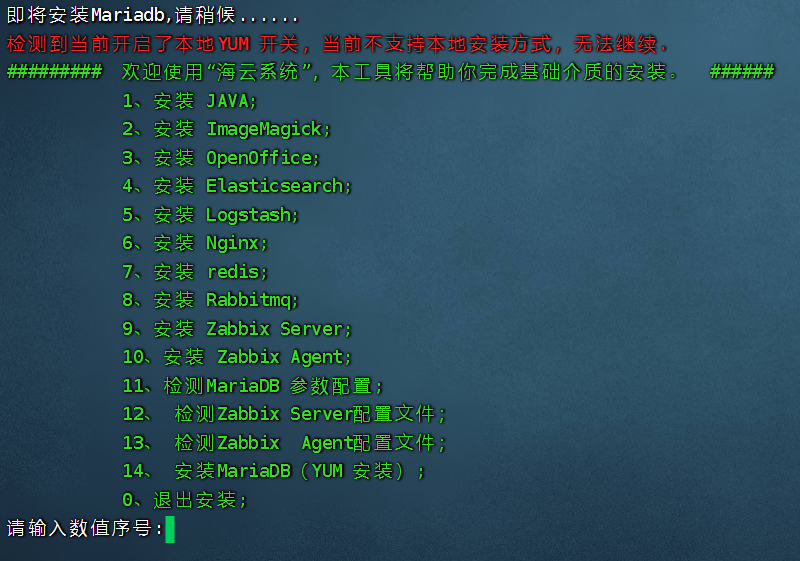 即将安装Mariadb,请稍候......
检测到当前开启了本地YUM 开关，当前不支持本地安装方式，无法继续．
######### 欢迎使用“海云系统”，本工具将帮助你完成基础介质的安装。 ######
1、安装 JAVA;
2、安装 ImageMagick;
3、安装 OpenOffice;
4、安装 Elasticsearch;
5、安装 Logstash;
6、安装 Nginx;
7、安装 redis;
8、安装 Rabbitmq;
9、安装 Zabbix Server;
10、安装 Zabbix Agent;
11、检测MariaDB 参数配置;
12、 检测Zabbix Server配置文件;
13、 检测Zabbix  Agent配置文件;
14、 安装MariaDB（YUM 安装）;
0、退出安装;
请输入数值序号: